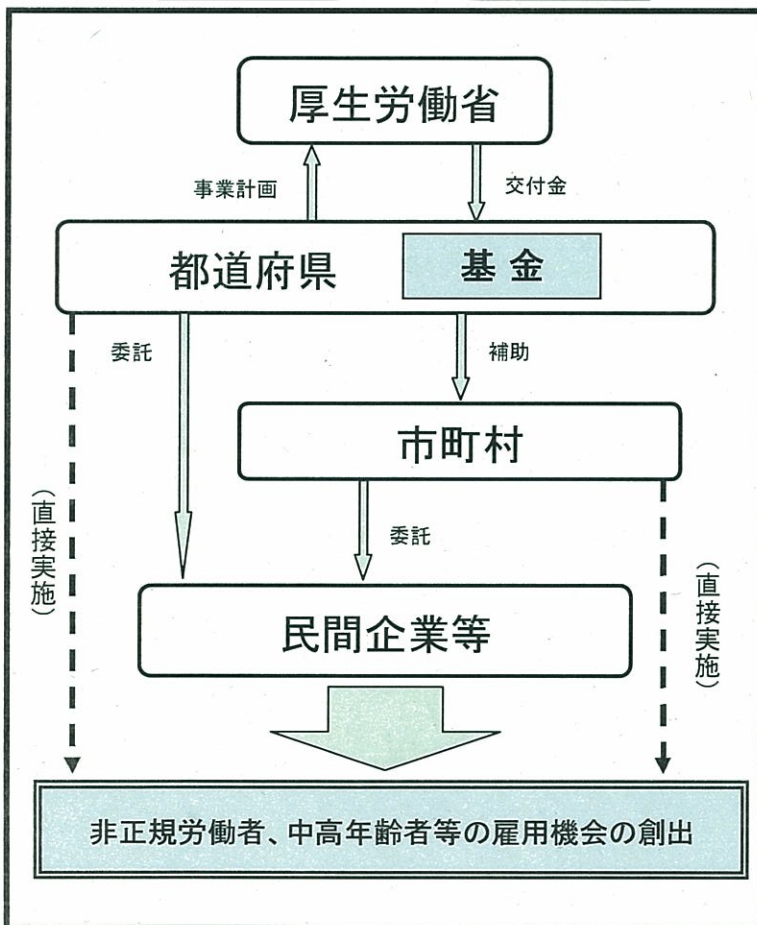 厚生労働省
事業計画
交付金
都道府県
基金
委託
補助
市町村
(直接実施)
委託
(直接実施)
民間企業等
非正規労働者、中高年齢者等の雇用機会の創出